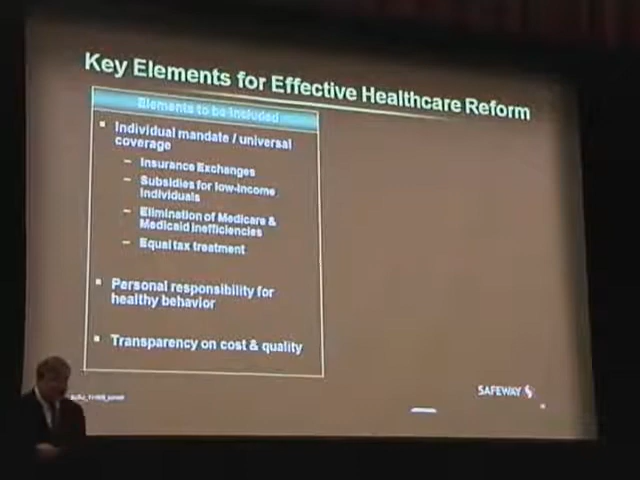 Key Elements for Effective Healthcare Reform
Elements to be Included
Individual mandate / universal
coverage
– Insurance Exchanges
– Subsidies for low-income
individuals
– Elimination of Medicare &
Medicaid inefficiencies
– Equal tax treatment
Personal responsibility for
healthy behavior
Transparency on cost & quality
SAFEWAY